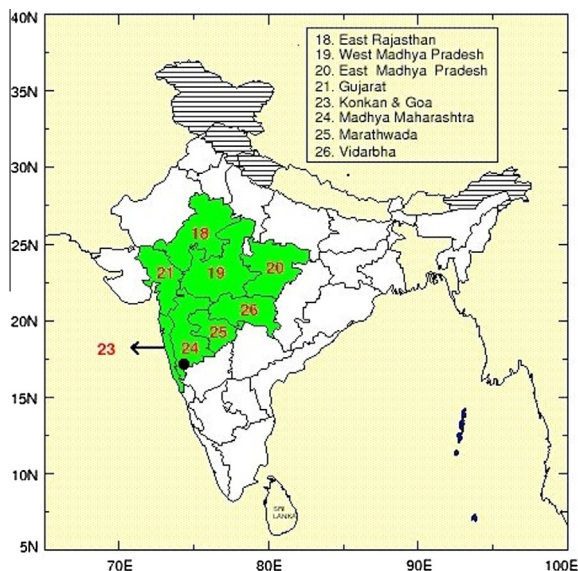 40N
18. East Rajasthan
19. West Madhya Pradesh
20. East Madhya Pradesh
21. Gujarat
23. Konkan & Goa
24. Madhya Maharashtra
25. Marathwada
26. Vidarbha
35N
30N
25N
18
21
19
20
20N
26
25
23
24
15N
10N
SRI
LANKA
5N
70E
80E
90E
100E